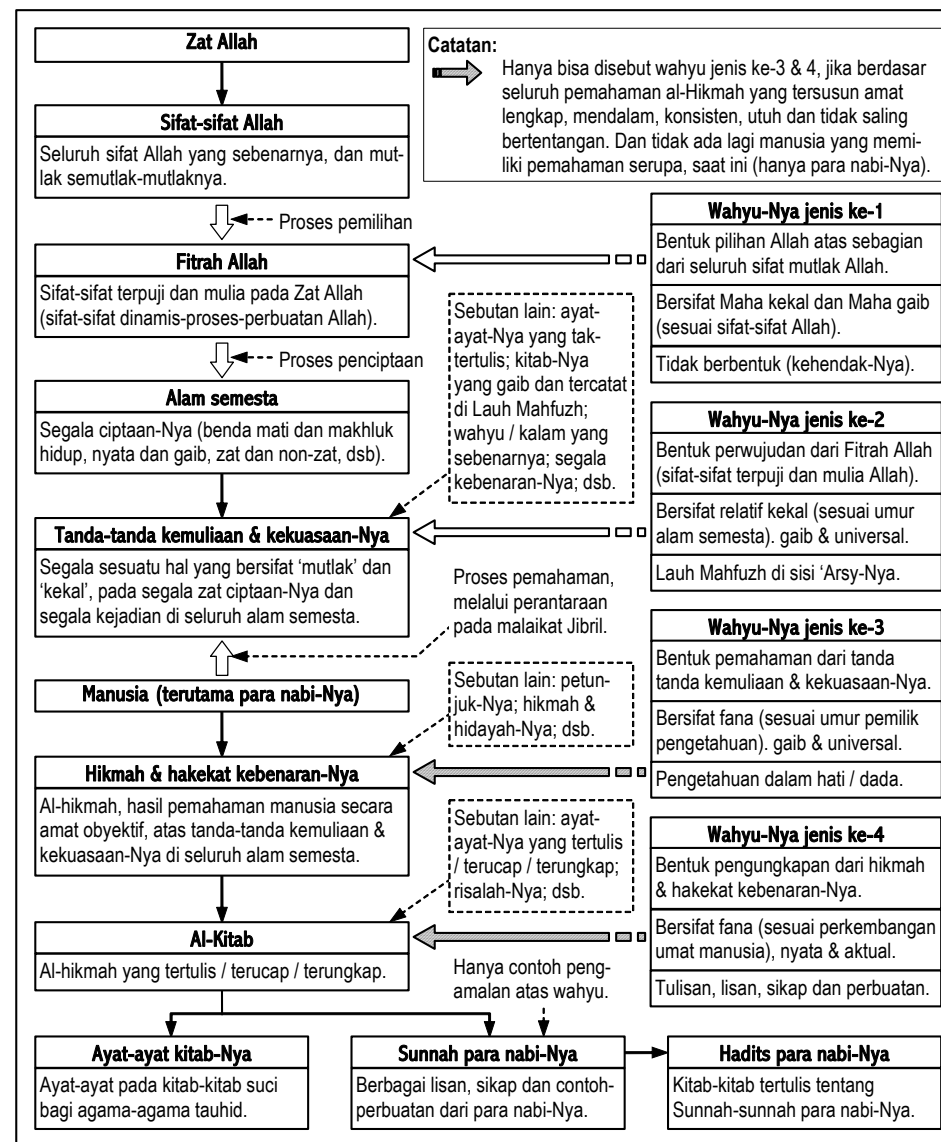 Zat Allah
Catatan:
Hanya bisa disebut wahyu jenis ke-3 & 4, jika berdasar
seluruh pemahaman al-Hikmah yang tersusun amat
lengkap, mendalam, konsisten, utuh dan tidak saling
bertentangan. Dan tidak ada lagi manusia yang memi-
liki pemahaman serupa, saat ini (hanya para nabi-Nya).
Sifat-sifat Allah
Seluruh sifat Allah yang sebenarnya, dan mut-
lak semutlak-mutlaknya.
Proses pemilihan
Fitrah Allah
Sifat-sifat terpuji dan mulia pada Zat Allah
(sifat-sifat dinamis-proses-perbuatan Allah).
Proses penciptaan
Alam semesta
Segala ciptaan-Nya (benda mati dan makhluk
hidup, nyata dan gaib, zat dan non-zat, dsb).
Sebutan lain: ayat-
ayat-Nya yang tak-
tertulis; kitab-Nya
yang gaib dan tercatat
di Lauh Mahfuzh;
wahyu / kalam yang
sebenarnya; segala
kebenaran-Nya; dsb.
Tanda-tanda kemuliaan & kekuasaan-Nya
Segala sesuatu hal yang bersifat ‘mutlak’ dan
‘kekal’, pada segala zat ciptaan-Nya dan
segala kejadian di seluruh alam semesta.
Proses pemahaman,
melalui perantaraan
pada malaikat Jibril.
Manusia (terutama para nabi-Nya)
Sebutan lain: petun-
juk-Nya; hikmah &
hidayah-Nya; dsb.
Hikmah & hakekat kebenaran-Nya
Al-hikmah, hasil pemahaman manusia secara
amat obyektif, atas tanda-tanda kemuliaan &
kekuasaan-Nya di seluruh alam semesta.
Sebutan lain: ayat-
ayat-Nya yang tertulis
/ terucap / terungkap;
risalah-Nya; dsb.
Al-Kitab
Al-hikmah yang tertulis / terucap / terungkap.
Hanya contoh peng-
amalan atas wahyu.
Wahyu-Nya jenis ke-1
Bentuk pilihan Allah atas sebagian
dari seluruh sifat mutlak Allah.
Bersifat Maha kekal dan Maha gaib
(sesuai sifat-sifat Allah).
Tidak berbentuk (kehendak-Nya).
Wahyu-Nya jenis ke-2
Bentuk perwujudan dari Fitrah Allah
(sifat-sifat terpuji dan mulia Allah).
Bersifat relatif kekal (sesuai umur
alam semesta). gaib & universal.
Lauh Mahfuzh di sisi ‘Arsy-Nya.
Wahyu-Nya jenis ke-3
Bentuk pemahaman dari tanda
tanda kemuliaan & kekuasaan-Nya.
Bersifat fana (sesuai umur pemilik
pengetahuan). gaib & universal.
Pengetahuan dalam hati / dada.
Wahyu-Nya jenis ke-4
Bentuk pengungkapan dari hikmah
& hakekat kebenaran-Nya.
Bersifat fana (sesuai perkembangan
umat manusia), nyata & aktual.
Tulisan, lisan, sikap dan perbuatan.
Ayat-ayat kitab-Nya
Ayat-ayat pada kitab-kitab suci
bagi agama-agama tauhid.
Sunnah para nabi-Nya
Berbagai lisan, sikap dan contoh-
perbuatan dari para nabi-Nya.
Hadits para nabi-Nya
Kitab-kitab tertulis tentang
Sunnah-sunnah para nabi-Nya.